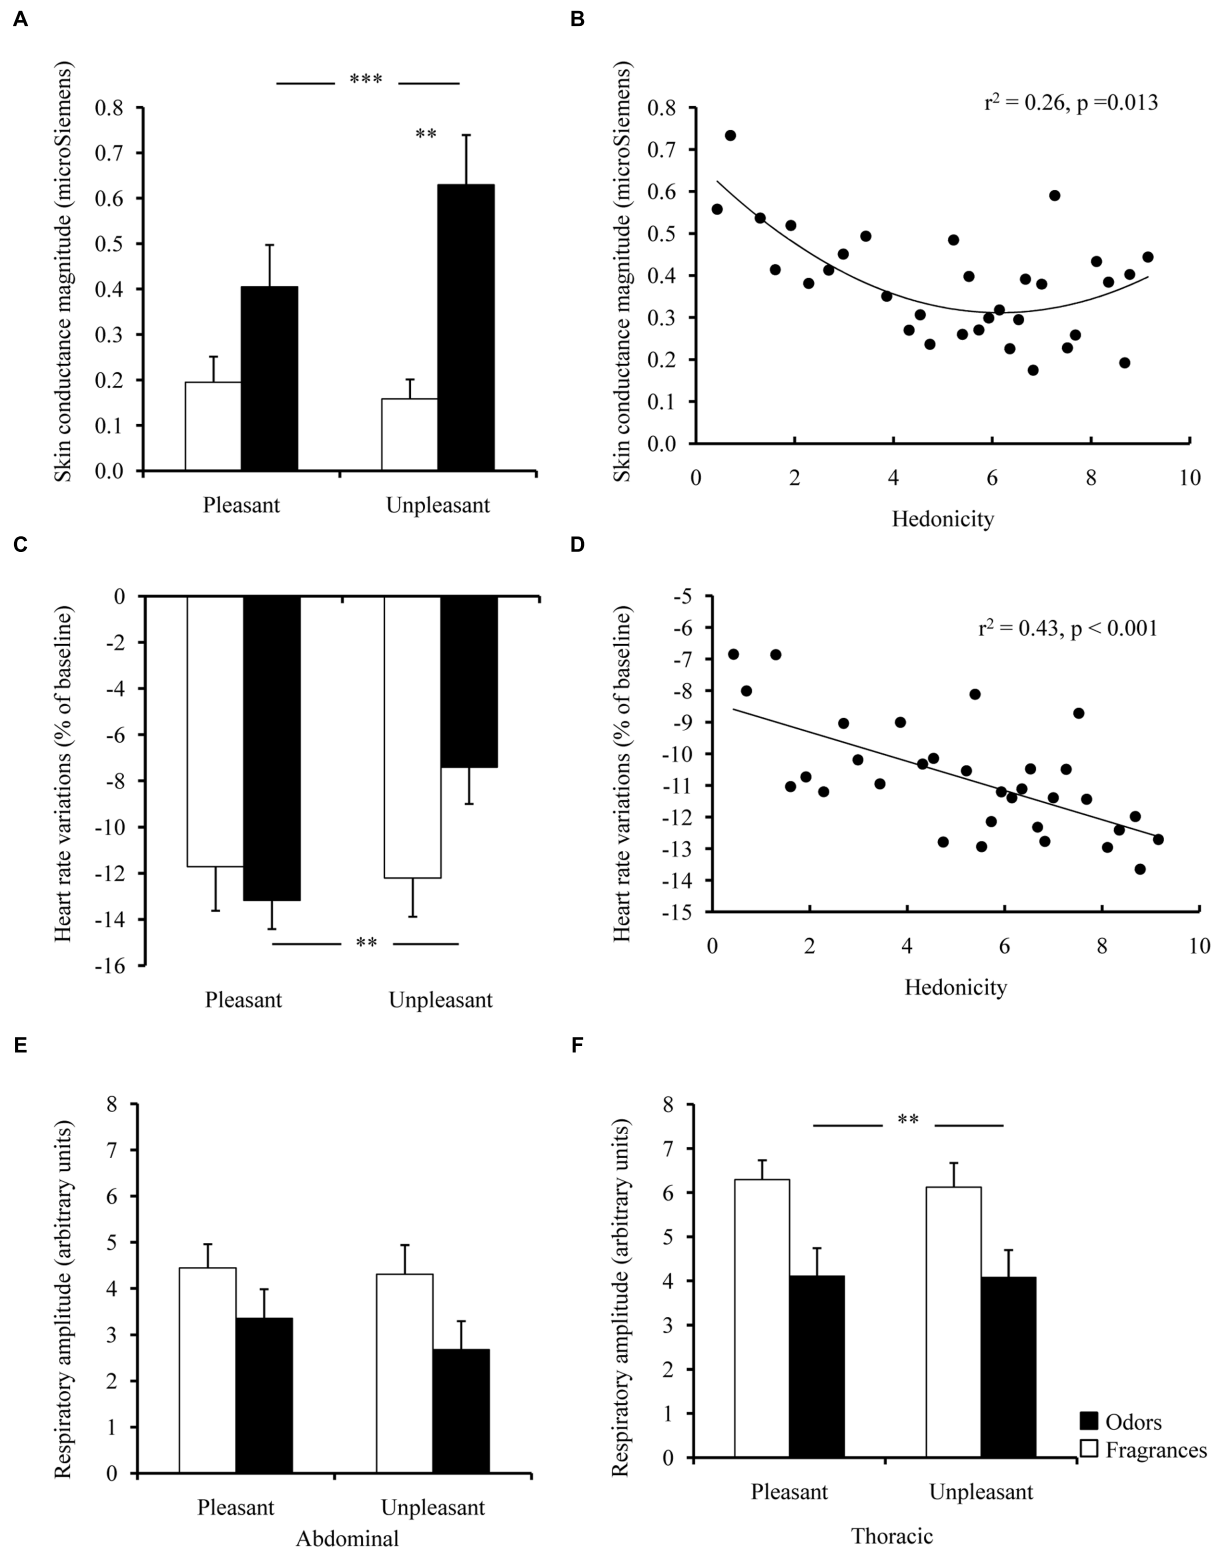 A
Skin conductance magnitude (microSiemens)
***
**
0.8
0.7
0.6
0.5
0.4
0.3
0.2
0.1
0.0
Pleasant Unpleasant
B
Skin conductance magnitude (microSiemens)
r² = 0.26, p =0.013
0.8
0.7
0.6
0.5
0.4
0.3
0.2
0.1
0.0
0 2 4 6 8 10
Hedonicity
C
Heart rate variations (% of baseline)
0
-2
-4
-6
-8
-10
-12
-14
-16
**
Pleasant Unpleasant
D
Heart rate variations (% of baseline)
r² = 0.43, p < 0.001
-5
-6
-7
-8
-9
-10
-11
-12
-13
-14
-15
0 2 4 6 8 10
Hedonicity
E
Respiratory amplitude (arbitrary units)
8
7
6
5
4
3
2
1
0
Pleasant Unpleasant
Abdominal
F
Respiratory amplitude (arbitrary units)
**
8
7
6
5
4
3
2
1
0
Pleasant Unpleasant
Thoracic
Odors
Fragrances